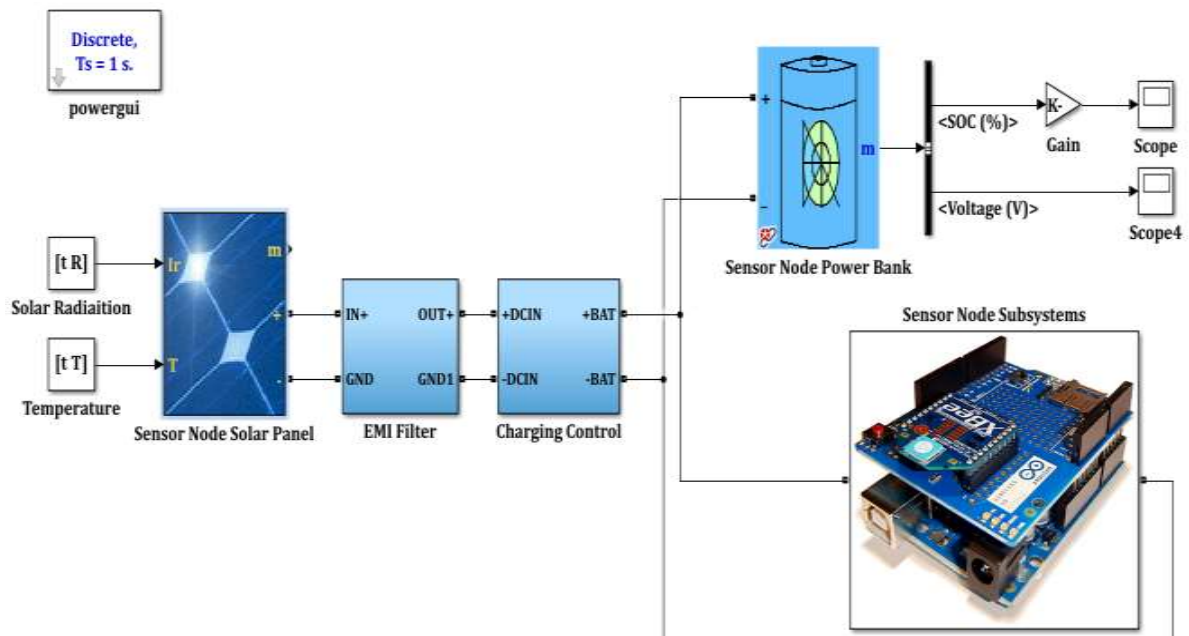 Discrete,
Ts = 1 s.
powergui
[t R]
Solar Radiaition
[t T]
Temperature
Ir
T
m
+
-
Sensor Node Solar Panel
IN+
OUT+
GND
GND1
EMI Filter
+DCIN
+BAT
-DCIN
-BAT
Charging Control
+
-
m
Sensor Node Power Bank
<SOC (%)>
K-
Gain
Scope
<Voltage (V)>
Scope4
Sensor Node Subsystems
XBee